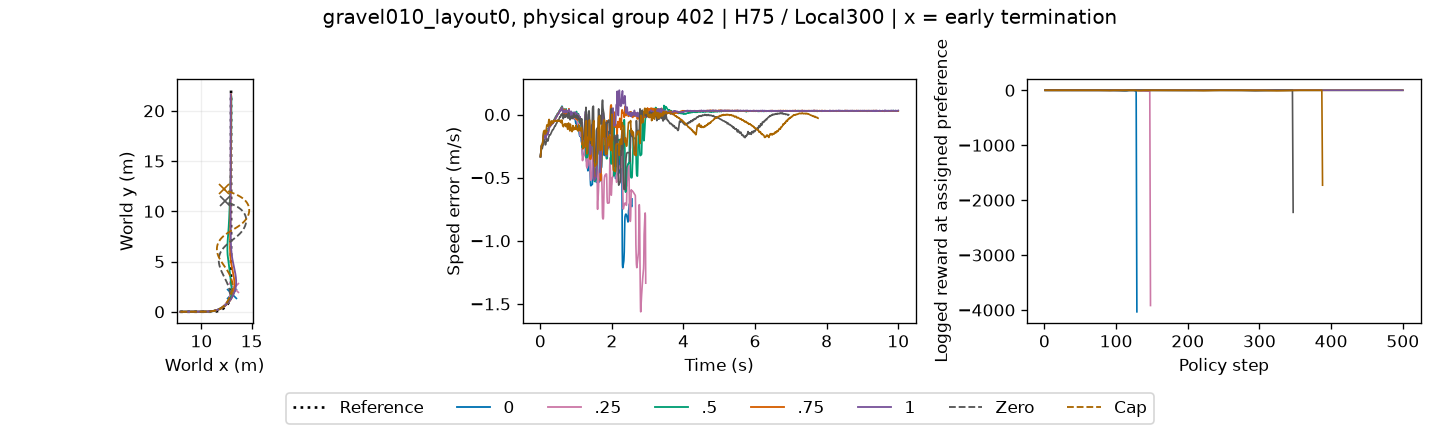 gravel010_layout0, physical group 402 | H75 / Local300 | x = early termination
World y (m)
20
15
10
5
0
10 15
World x (m)
Speed error (m/s)
0.0
−0.5
−1.0
−1.5
0 2 4 6 8 10
Time (s)
Logged reward at assigned preference
0
−1000
−2000
−3000
−4000
0 100 200 300 400 500
Policy step
Reference 0 .25 .5 .75 1 Zero Cap